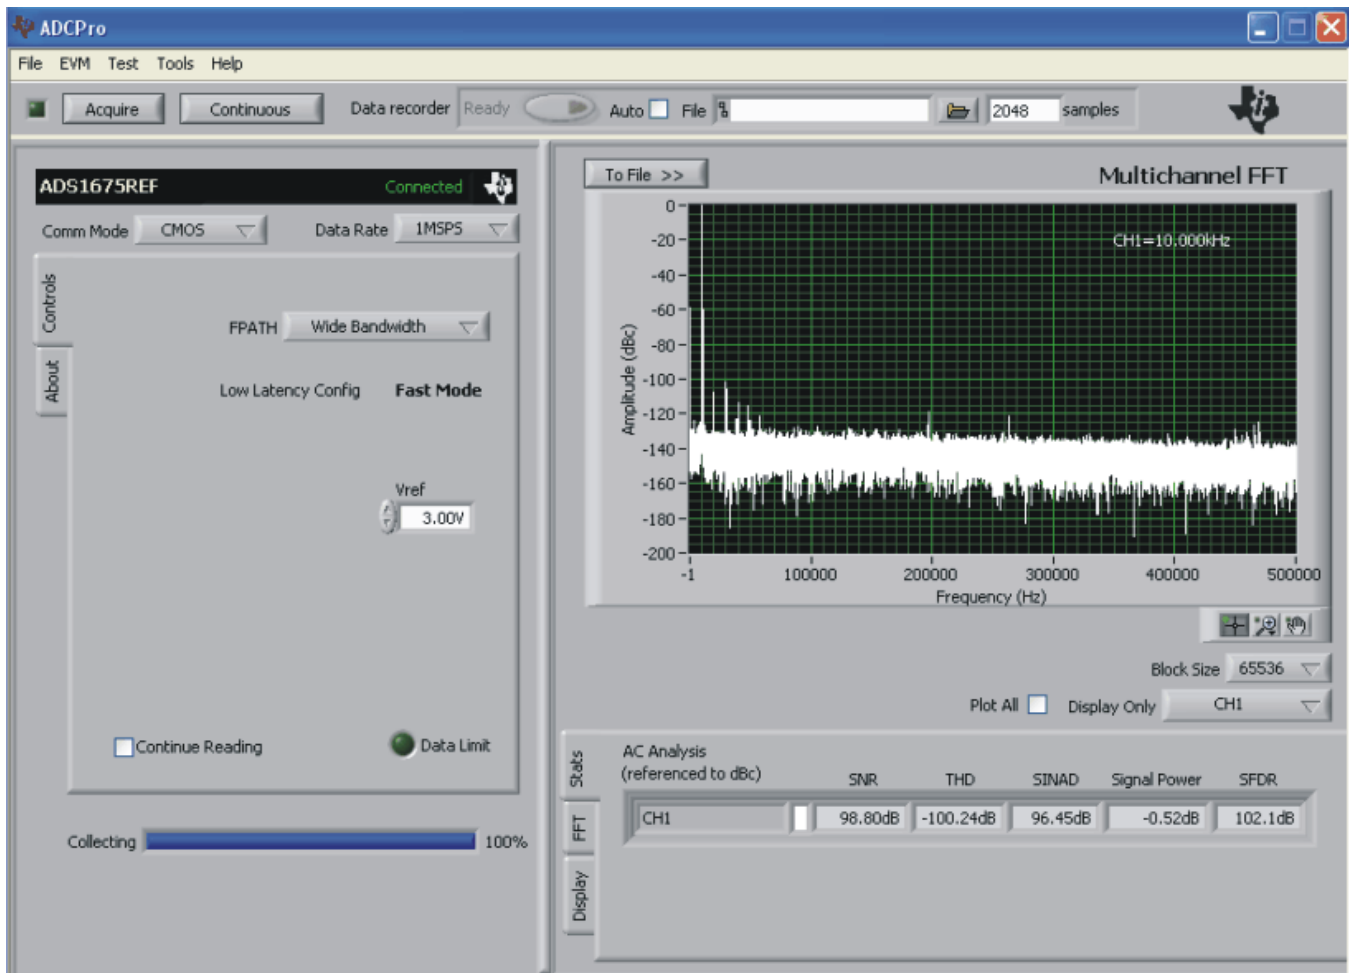 ADCPro
File EVM Test Tools Help
Acquire Continuous Data recorder Ready Auto File 2048 samples
ADS1675REF Connected
Comm Mode CMOS Data Rate 1MSPS
Controls
About
FPATH Wide Bandwidth
Low Latency Config Fast Mode
Vref
3.00V
Continue Reading Data Limit
Collecting 100%
To File >> Multichannel FFT
CH1=10.000kHz
Amplitude (dBc)
0
-20
-40
-60
-80
-100
-120
-140
-160
-180
-200
-1 100000 200000 300000 400000 500000
Frequency (Hz)
Block Size 65536
Plot All Display Only CH1
Stats
FFT
Display
AC Analysis
(referenced to dBc) SNR THD SINAD Signal Power SFDR
CH1 98.80dB -100.24dB 96.45dB -0.52dB 102.1dB